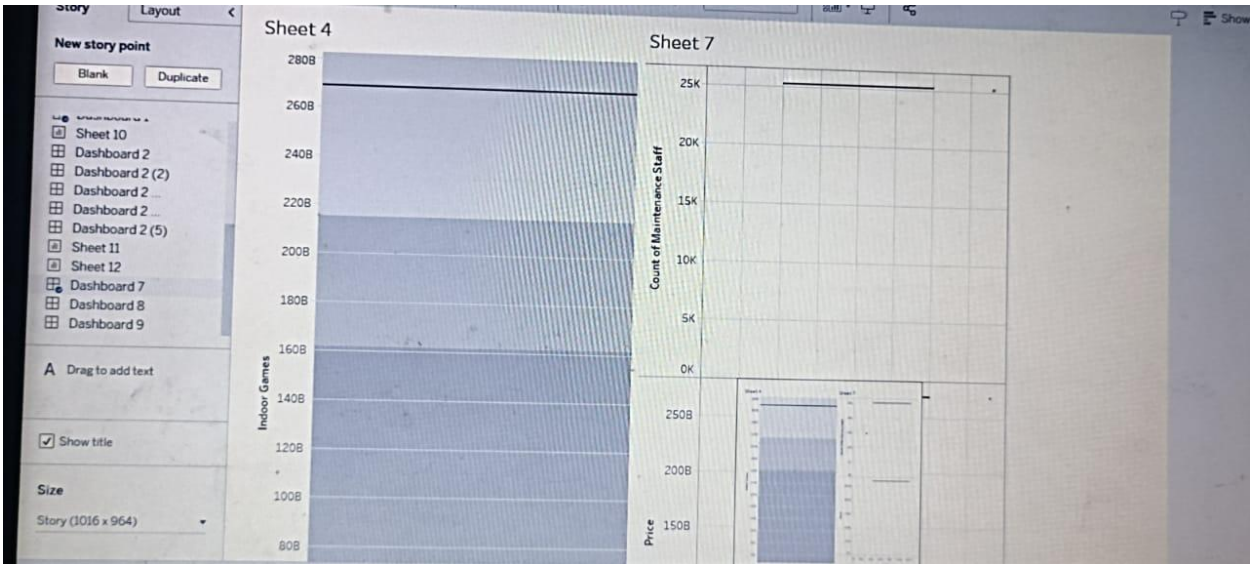 Story
Layout
<
New story point
Blank
Duplicate
Sheet 10
Dashboard 2
Dashboard 2 (2)
Dashboard 2 ...
Dashboard 2 ...
Dashboard 2 (5)
Sheet 11
Sheet 12
Dashboard 7
Dashboard 8
Dashboard 9
A Drag to add text
Show title
Size
Story (1016 x 964)
Sheet 4
280B
260B
240B
220B
200B
180B
160B
140B
120B
100B
80B
Indoor Games
Sheet 7
25K
20K
15K
10K
5K
0K
Count of Maintenance Staff
250B
200B
150B
Price
Show